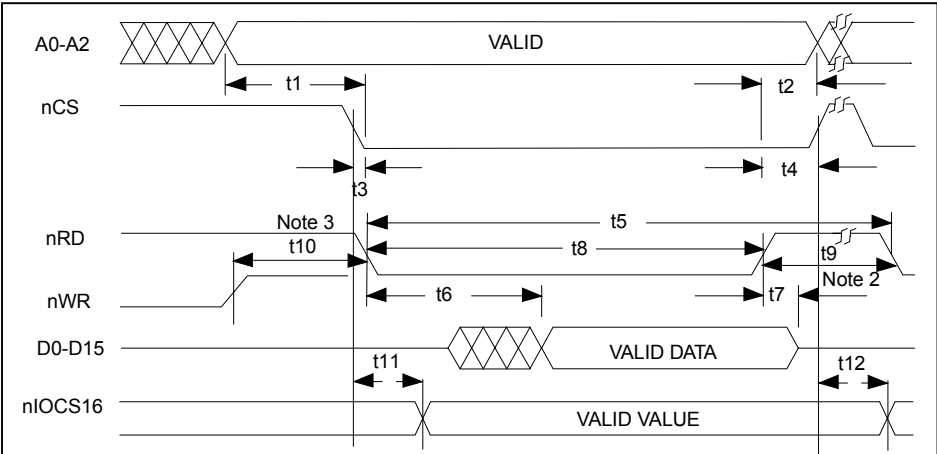 A0-A2
VALID
t1
t2
nCS
t3
t4
nRD
Note 3
t5
t10
t8
t9
nWR
t6
t7
Note 2
D0-D15
VALID DATA
t11
t12
nIOCS16
VALID VALUE